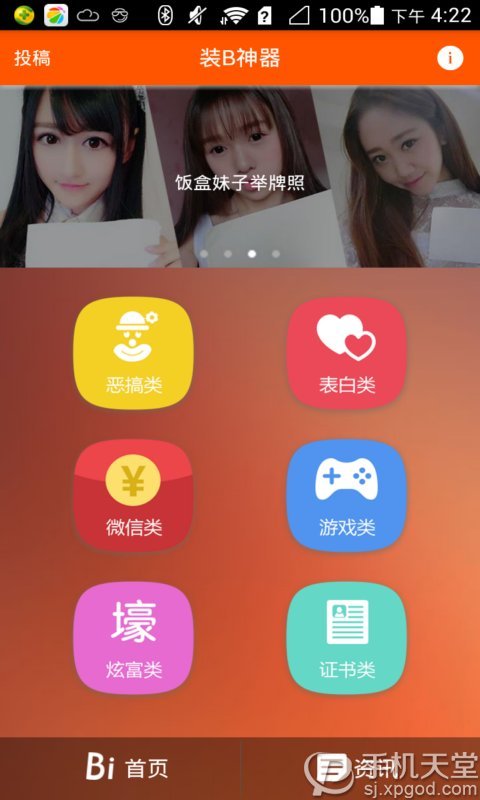 100% 下午 4:22
投稿 装B神器
饭盒妹子举牌照
恶搞类 表白类
¥
微信类 游戏类
壕
炫富类 证书类
Bi 首页 资讯
手机天堂
sj.xpgod.com